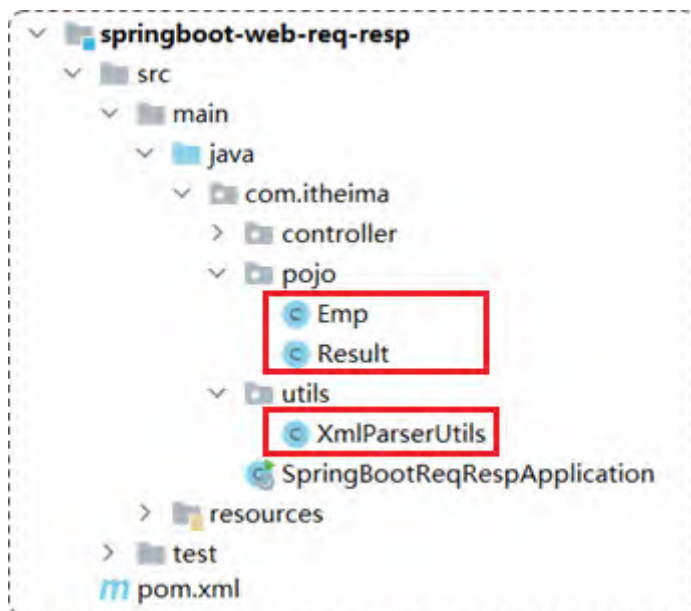 springboot-web-req-resp
src
main
java
com.itheima
controller
pojo
Emp
Result
utils
XmlParserUtils
SpringBootReqRespApplication
resources
test
pom.xml